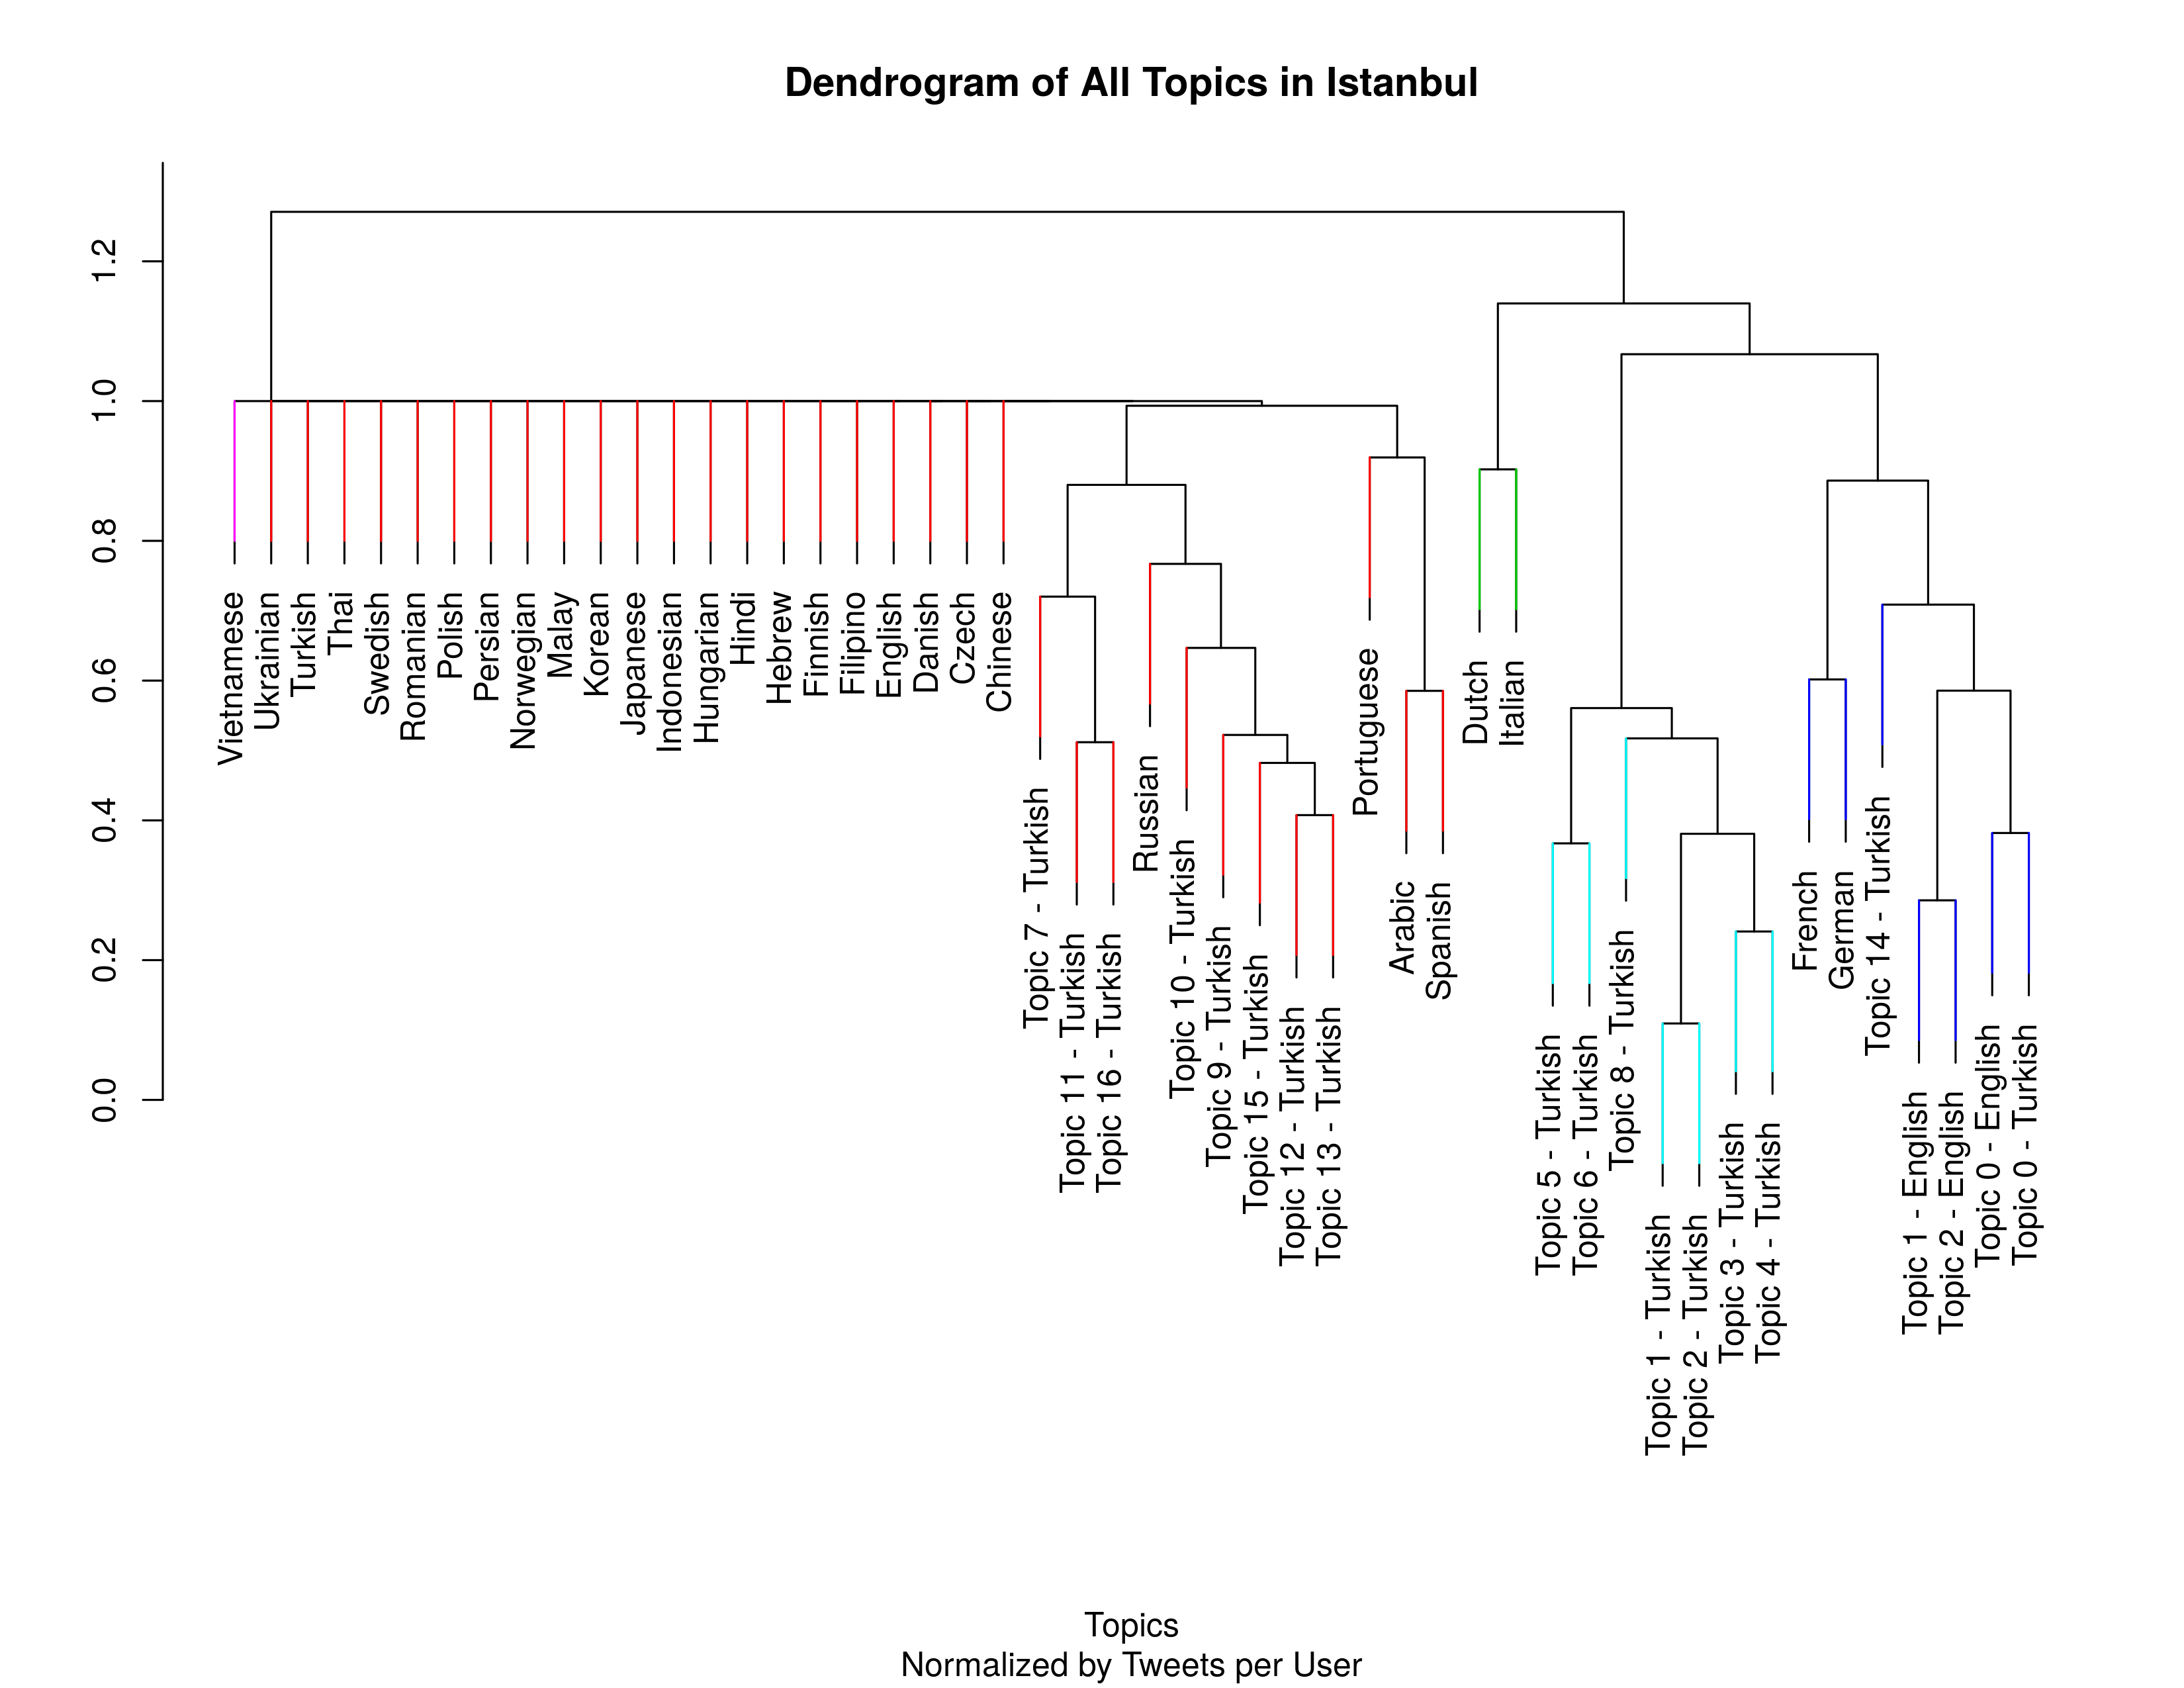 Dendrogram of All Topics in Istanbul
1.2
1.0
0.8
0.6
0.4
0.2
0.0
Vietnamese
Ukrainian
Turkish
Thai
Swedish
Romanian
Polish
Persian
Norwegian
Malay
Korean
Japanese
Indonesian
Hungarian
Hindi
Hebrew
Finnish
Filipino
English
Danish
Czech
Chinese
Topic 7 - Turkish
Topic 11 - Turkish
Topic 16 - Turkish
Russian
Topic 10 - Turkish
Topic 9 - Turkish
Topic 15 - Turkish
Topic 12 - Turkish
Topic 13 - Turkish
Portuguese
Arabic
Spanish
Dutch
Italian
Topic 5 - Turkish
Topic 6 - Turkish
Topic 8 - Turkish
Topic 1 - Turkish
Topic 2 - Turkish
Topic 3 - Turkish
Topic 4 - Turkish
French
German
Topic 14 - Turkish
Topic 1 - English
Topic 2 - English
Topic 0 - English
Topic 0 - Turkish
Topics
Normalized by Tweets per User